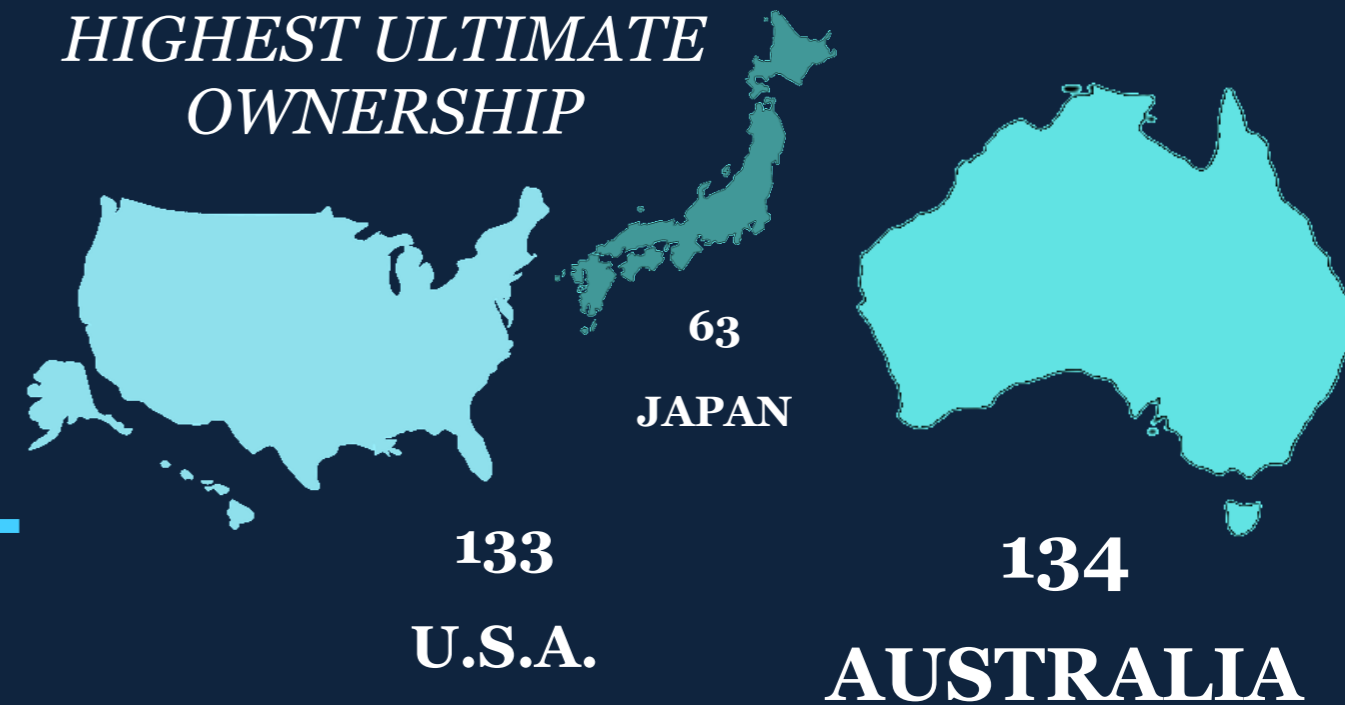 HIGHEST ULTIMATE
OWNERSHIP
63
JAPAN
133
U.S.A.
134
AUSTRALIA